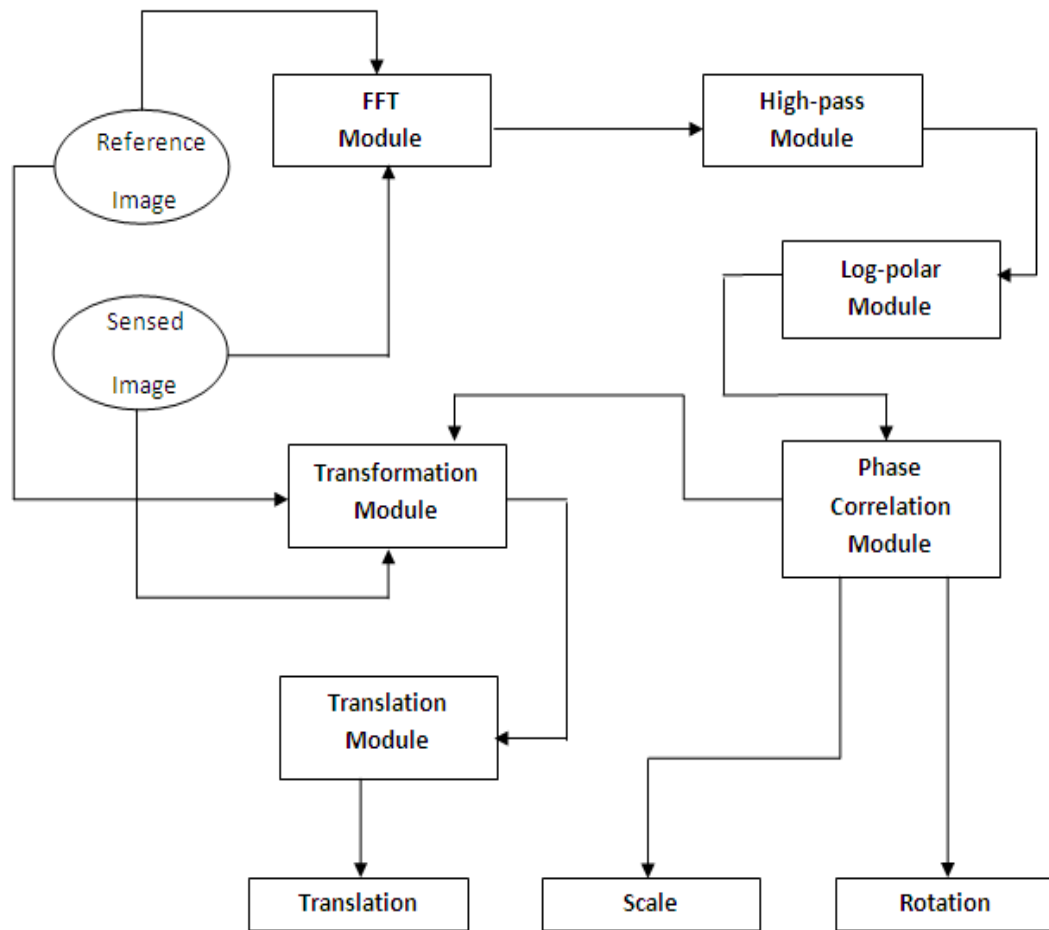 FFT
Module
High-pass
Module
Reference
Image
Log-polar
Module
Sensed
Image
Transformation
Module
Phase
Correlation
Module
Translation
Module
Translation
Scale
Rotation